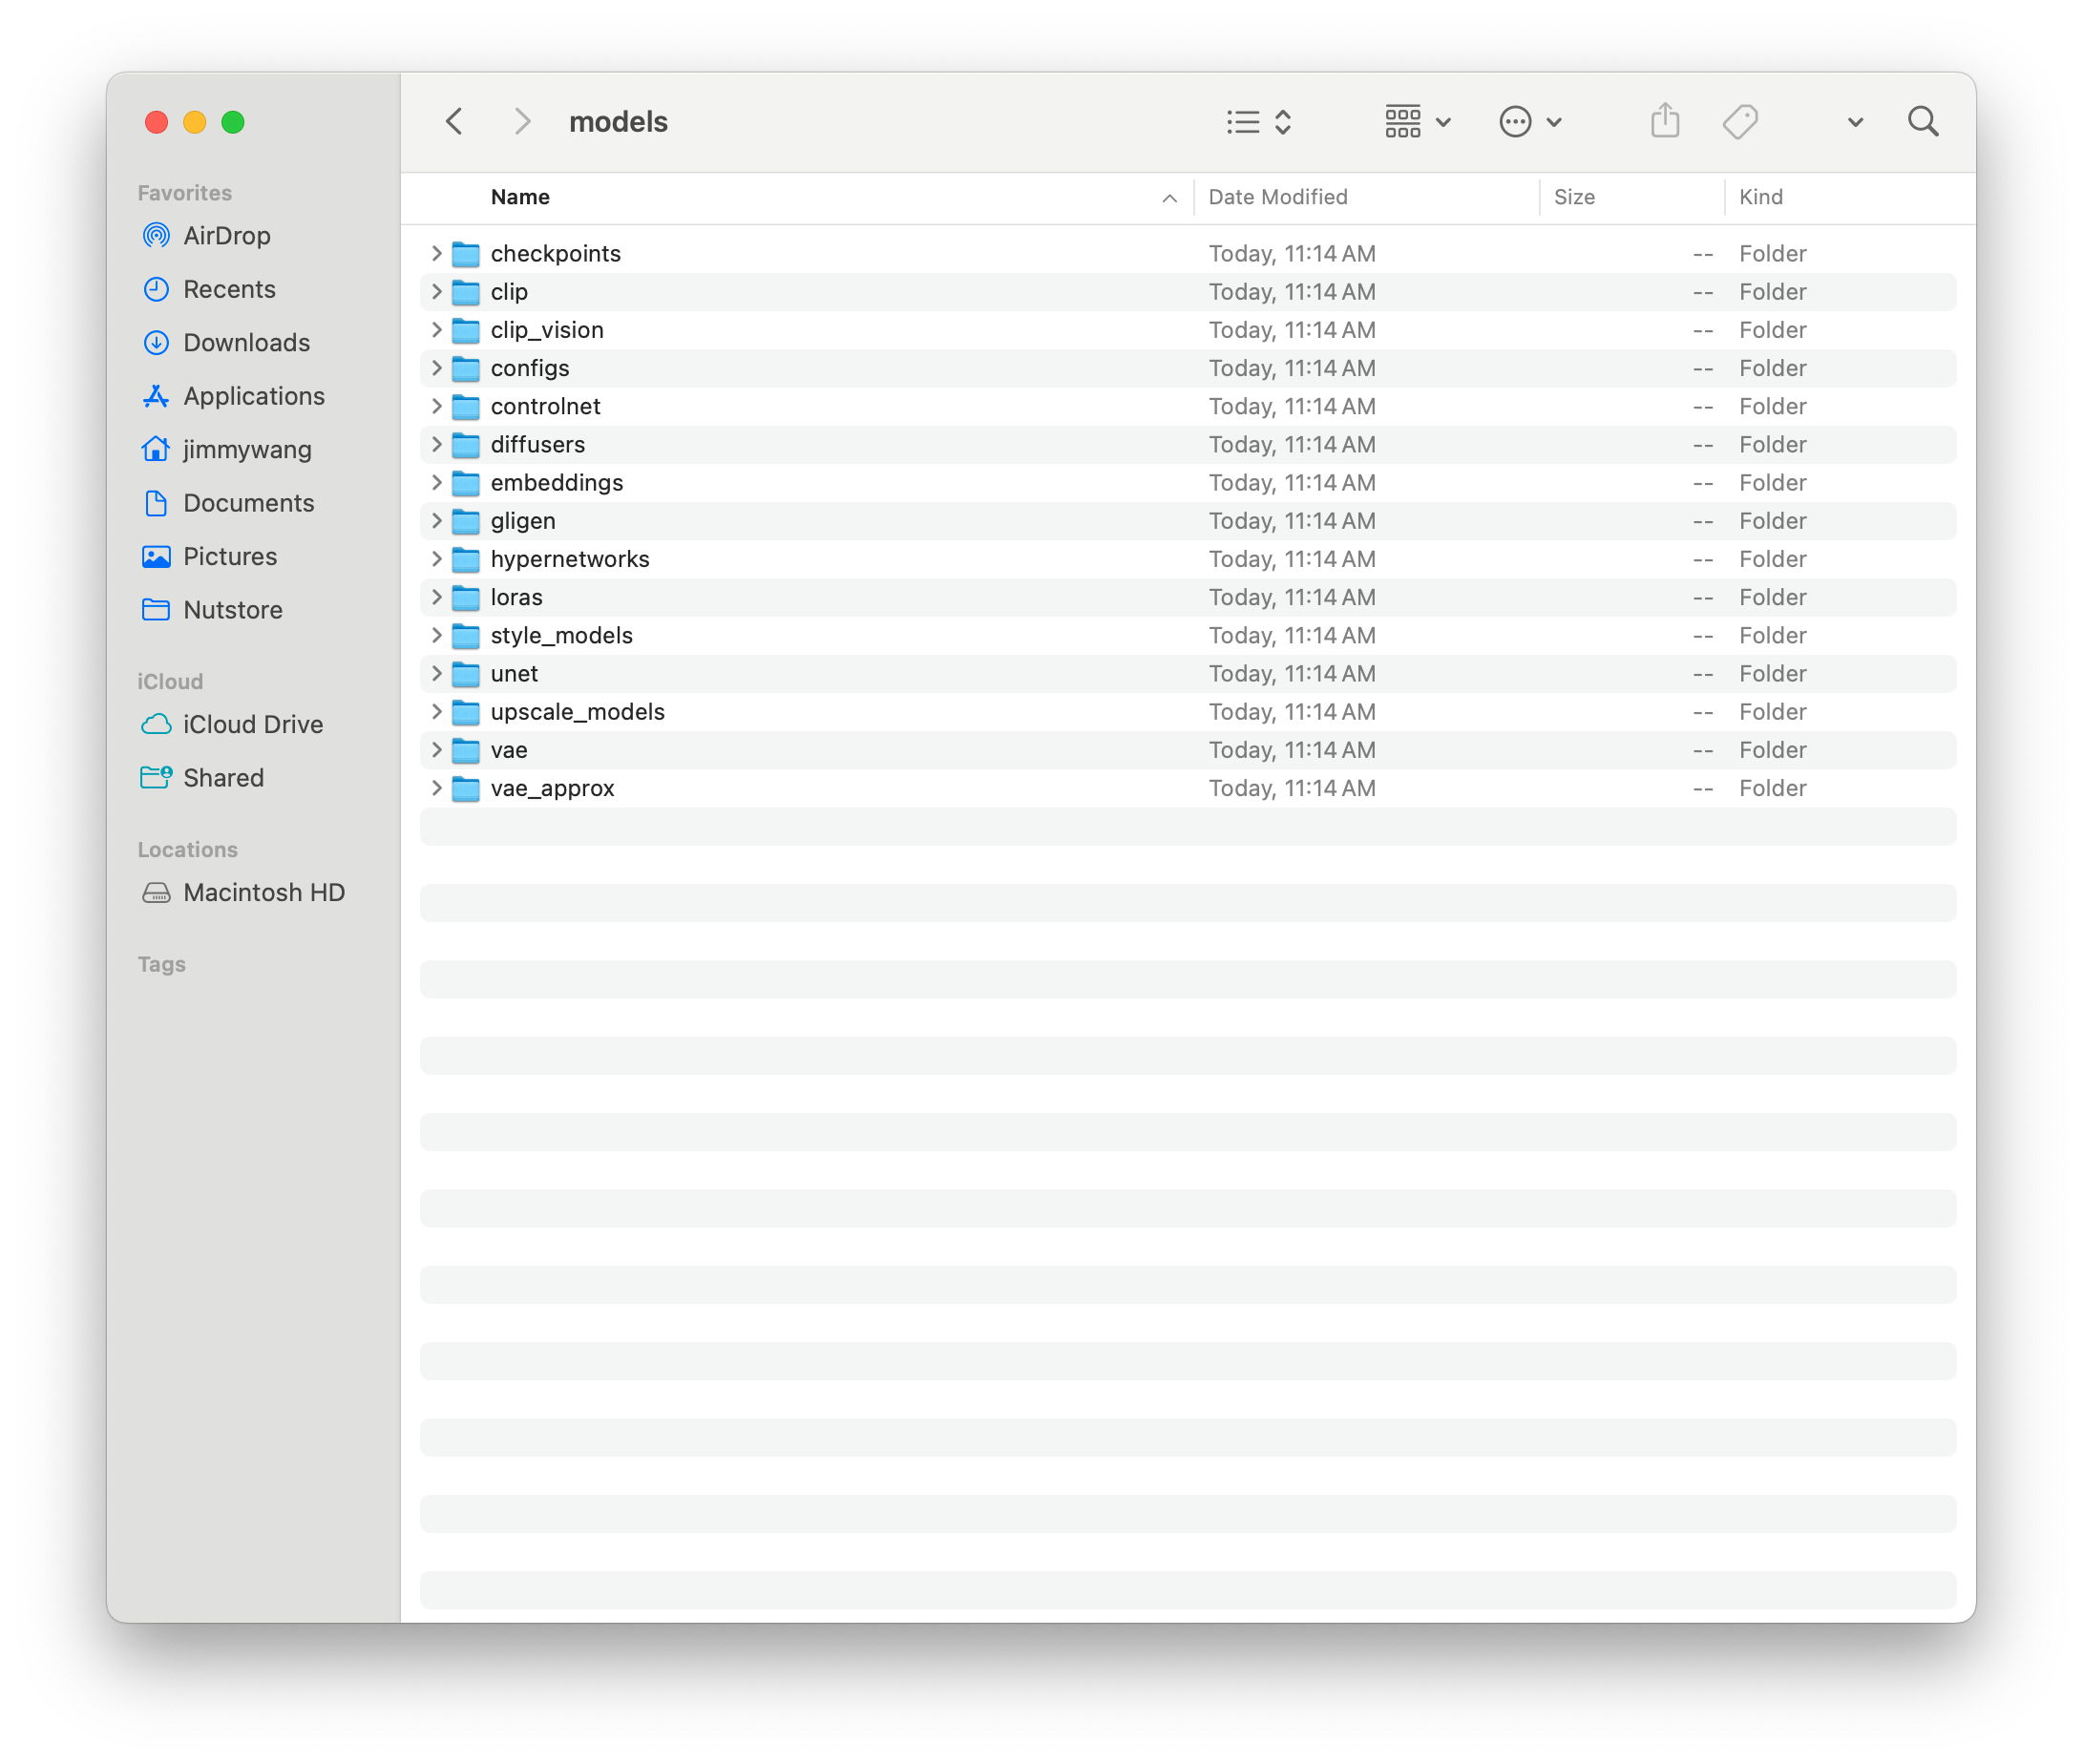 models
Favorites
AirDrop
Recents
Downloads
Applications
jimmywang
Documents
Pictures
Nutstore
iCloud
iCloud Drive
Shared
Locations
Macintosh HD
Tags
Name Date Modified Size Kind
checkpoints Today, 11:14 AM -- Folder
clip Today, 11:14 AM -- Folder
clip_vision Today, 11:14 AM -- Folder
configs Today, 11:14 AM -- Folder
controlnet Today, 11:14 AM -- Folder
diffusers Today, 11:14 AM -- Folder
embeddings Today, 11:14 AM -- Folder
gligen Today, 11:14 AM -- Folder
hypernetworks Today, 11:14 AM -- Folder
loras Today, 11:14 AM -- Folder
style_models Today, 11:14 AM -- Folder
unet Today, 11:14 AM -- Folder
upscale_models Today, 11:14 AM -- Folder
vae Today, 11:14 AM -- Folder
vae_approx Today, 11:14 AM -- Folder